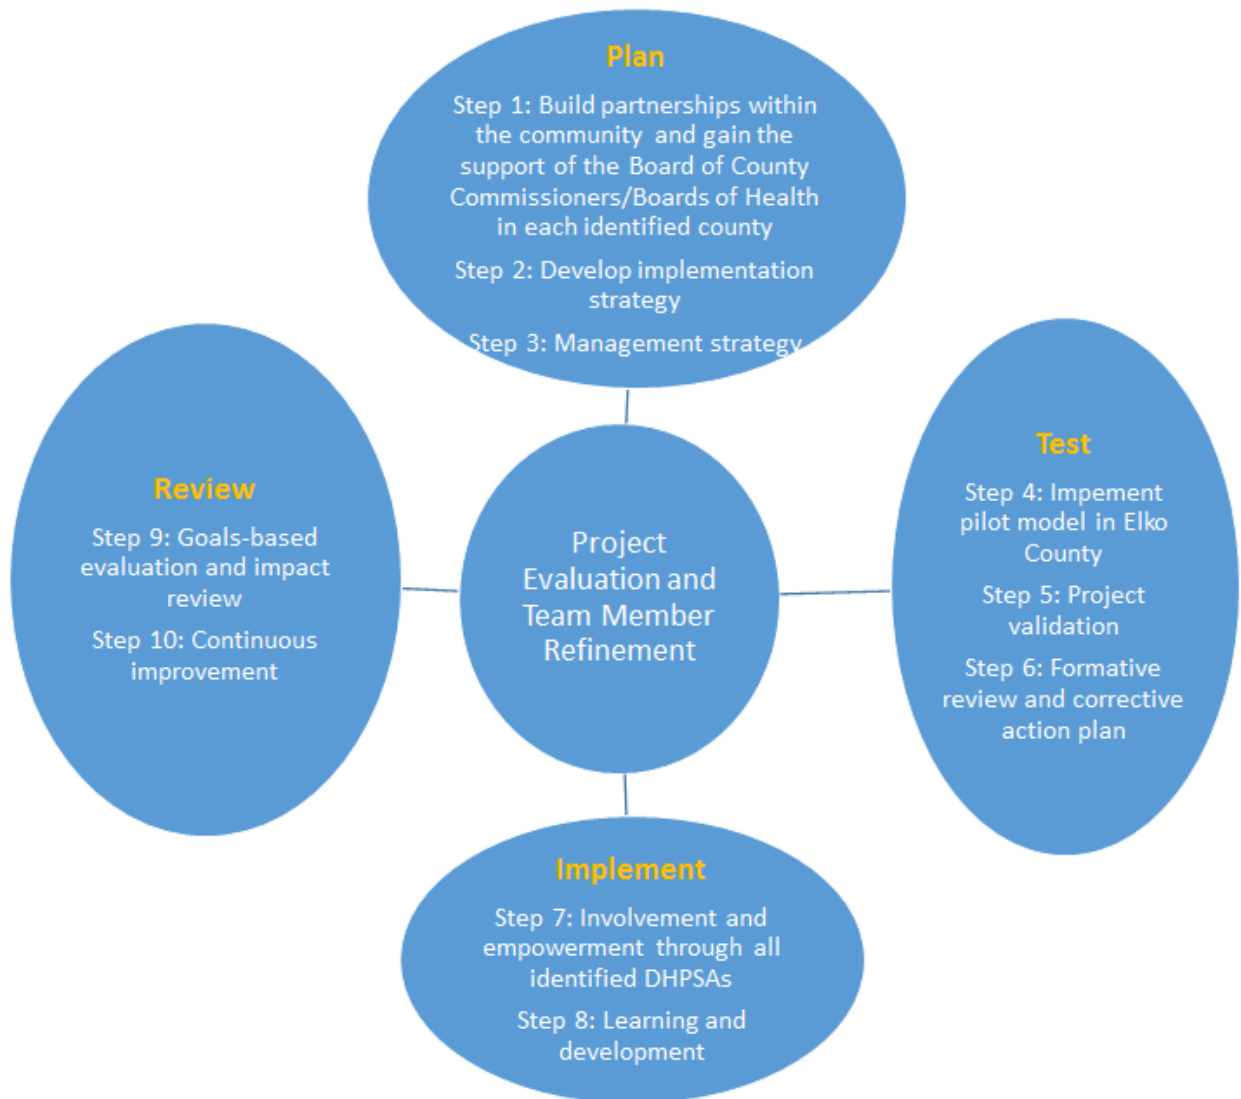 Plan
Step 1: Build partnerships within
the community and gain the
support of the Board of County
Commissioners/Boards of Health
in each identified county
Step 2: Develop implementation
strategy
Step 3: Management strategy
Test
Step 4: Impement
pilot model in Elko
County
Step 5: Project
validation
Step 6: Formative
review and corrective
action plan
Implement
Step 7: Involvement and
empowerment through all
identified DHPSAs
Step 8: Learning and
development
Review
Step 9: Goals-based
evaluation and impact
review
Step 10: Continuous
improvement
Project
Evaluation and
Team Member
Refinement